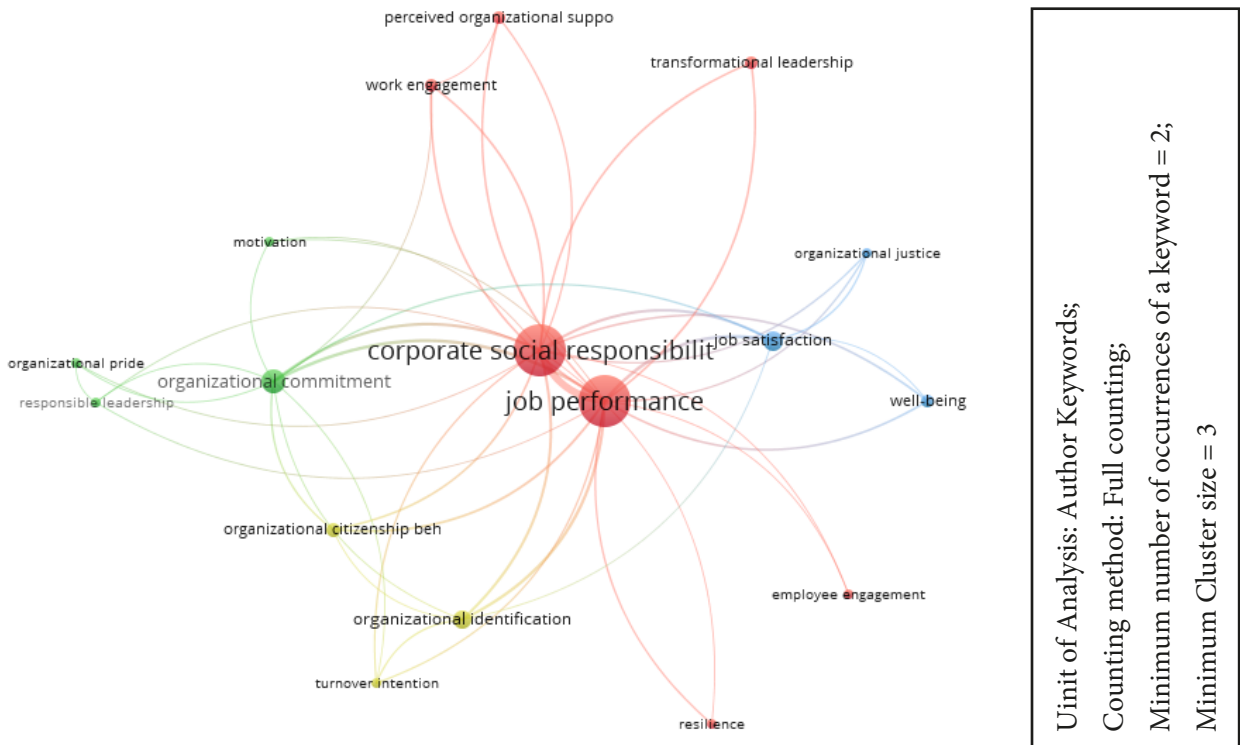 perceived organizational suppo
transformational leadership
work engagement
motivation
organizational justice
job satisfaction
corporate social responsibilit
organizational pride
organizational commitment
responsible leadership
job performance
well-being
organizational citizenship beh
employee engagement
organizational identification
turnover intention
resilience
Uinit of Analysis: Author Keywords;
Counting method: Full counting;
Minimum number of occurrences of a keyword = 2;
Minimum Cluster size = 3